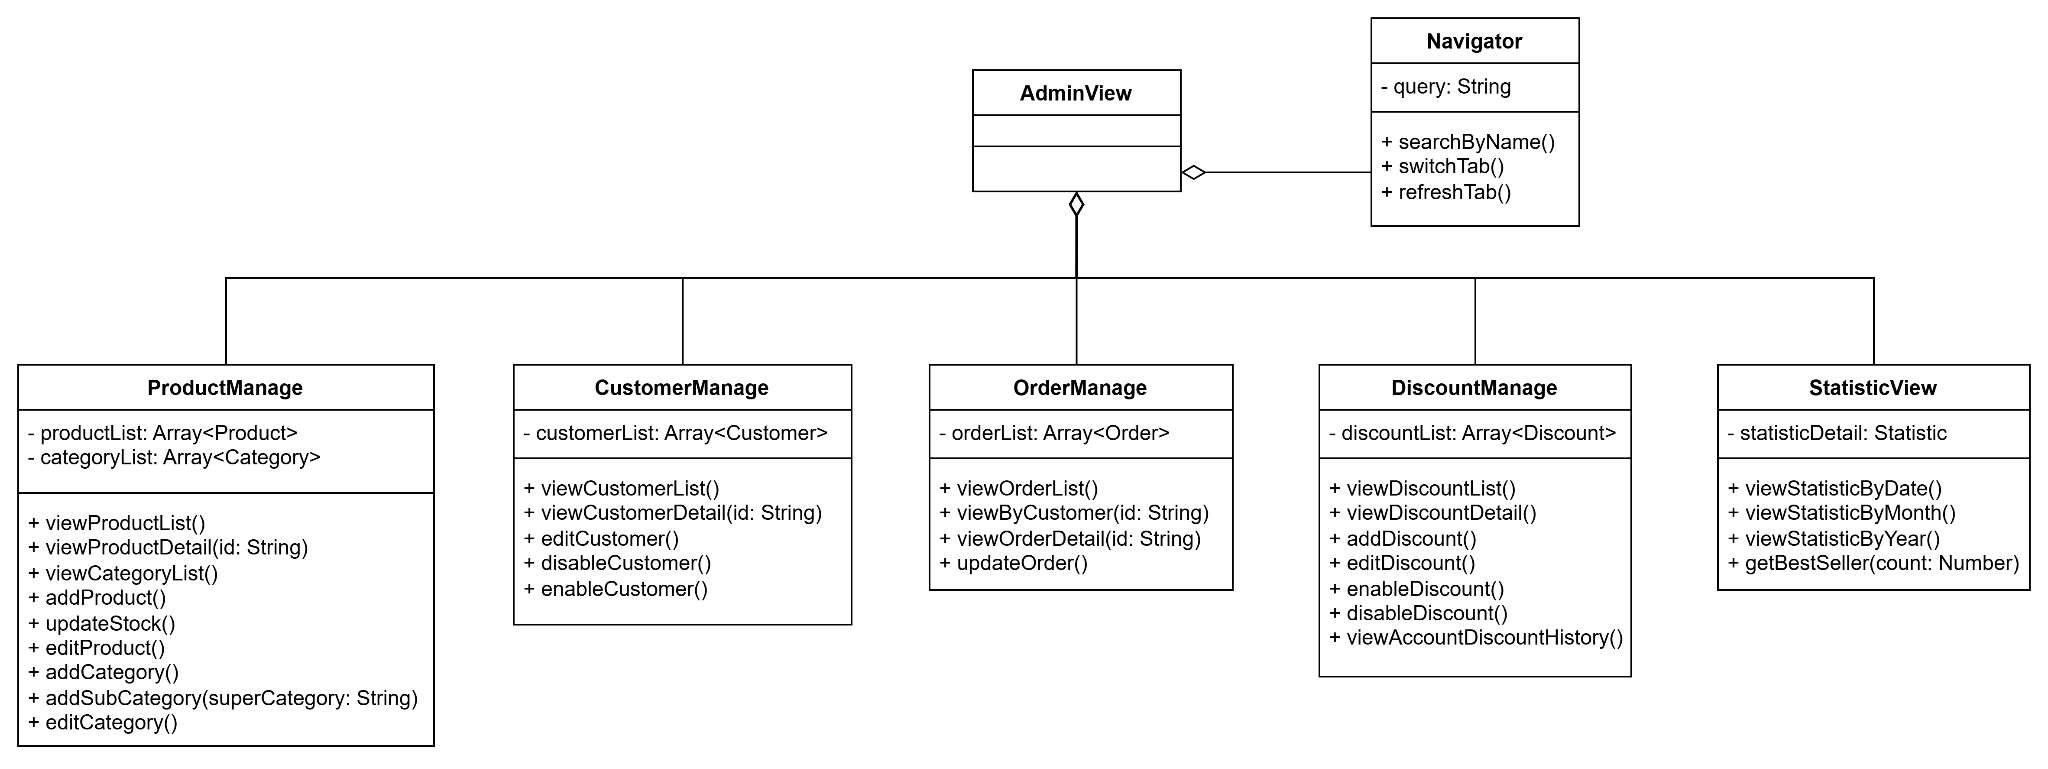 Navigator
- query: String
+ searchByName()
+ switchTab()
+ refreshTab()
AdminView
ProductManage
- productList: Array<Product>
- categoryList: Array<Category>
+ viewProductList()
+ viewProductDetail(id: String)
+ viewCategoryList()
+ addProduct()
+ updateStock()
+ editProduct()
+ addCategory()
+ addSubCategory(superCategory: String)
+ editCategory()
CustomerManage
- customerList: Array<Customer>
+ viewCustomerList()
+ viewCustomerDetail(id: String)
+ editCustomer()
+ disableCustomer()
+ enableCustomer()
OrderManage
- orderList: Array<Order>
+ viewOrderList()
+ viewByCustomer(id: String)
+ viewOrderDetail(id: String)
+ updateOrder()
DiscountManage
- discountList: Array<Discount>
+ viewDiscountList()
+ viewDiscountDetail()
+ addDiscount()
+ editDiscount()
+ enableDiscount()
+ disableDiscount()
+ viewAccountDiscountHistory()
StatisticView
- statisticDetail: Statistic
+ viewStatisticByDate()
+ viewStatisticByMonth()
+ viewStatisticByYear()
+ getBestSeller(count: Number)